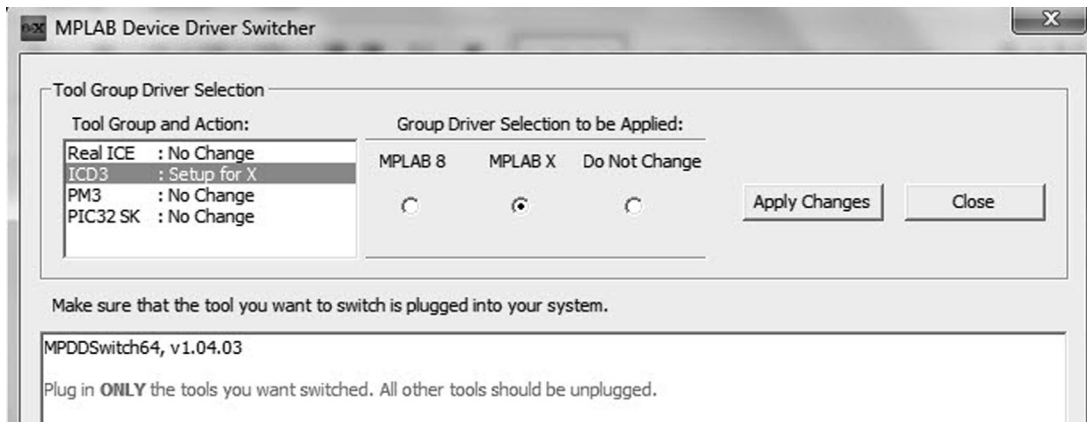 MPLAB Device Driver Switcher
Tool Group Driver Selection
Tool Group and Action:
Group Driver Selection to be Applied:
Real ICE : No Change
ICD3 : Setup for X
PM3 : No Change
PIC32 SK : No Change
MPLAB 8 MPLAB X Do Not Change
Apply Changes
Close
Make sure that the tool you want to switch is plugged into your system.
MPDDSwitch64, v1.04.03
Plug in ONLY the tools you want switched. All other tools should be unplugged.